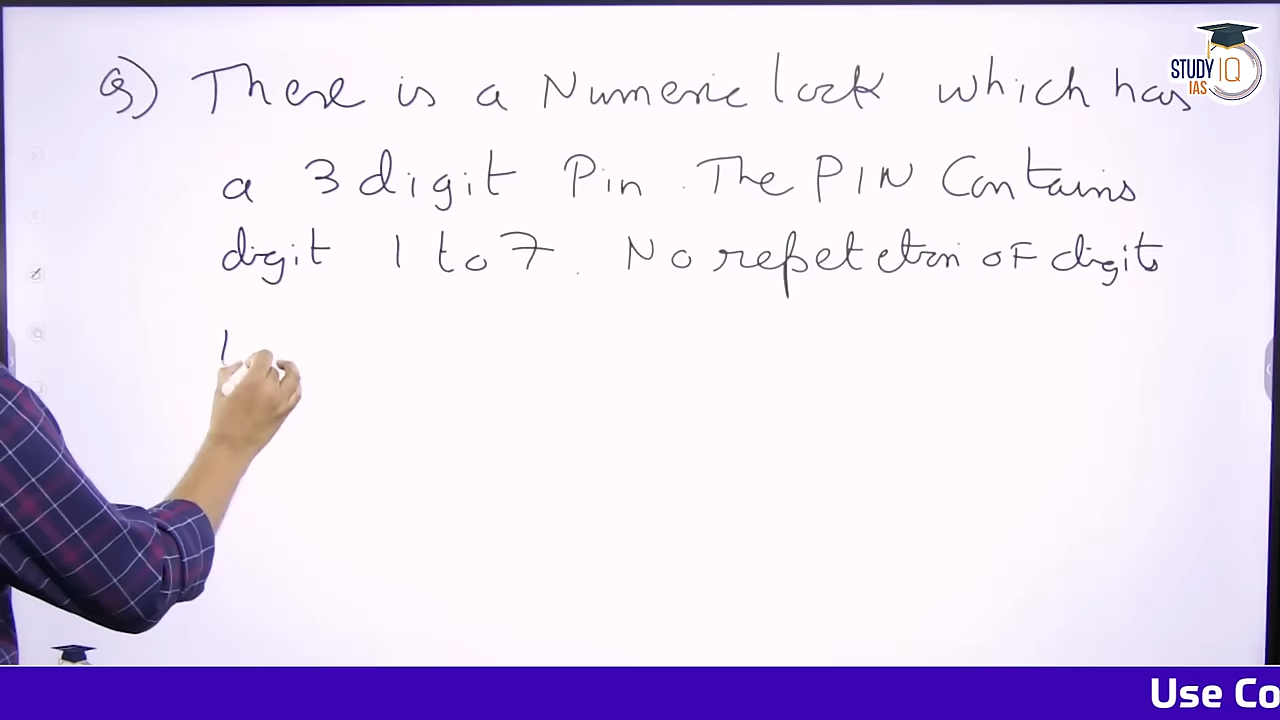 Q) There is a Numeric lock which has
a 3 digit Pin. The PIN Contains
digit 1 to 7. No repetetion of digits
STUDY IQ
IAS
Use Co